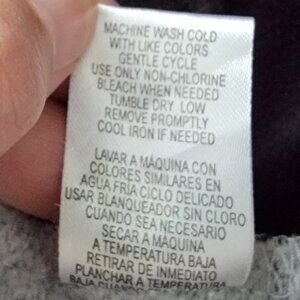 MACHINE WASH COLD
WITH LIKE COLORS
GENTLE CYCLE
USE ONLY NON-CHLORINE
BLEACH WHEN NEEDED
TUMBLE DRY LOW
REMOVE PROMPTLY
COOL IRON IF NEEDED
LAVAR A MÁQUINA CON
COLORES SIMILARES EN
AGUA FRÍA CICLO DELICADO
USAR BLANQUEADOR SIN CLORO
CUANDO SEA NECESARIO
SECAR A MÁQUINA
A TEMPERATURA BAJA
RETIRAR DE INMEDIATO
PLANCHAR A TEMPERATURA
BAJA CUANDO